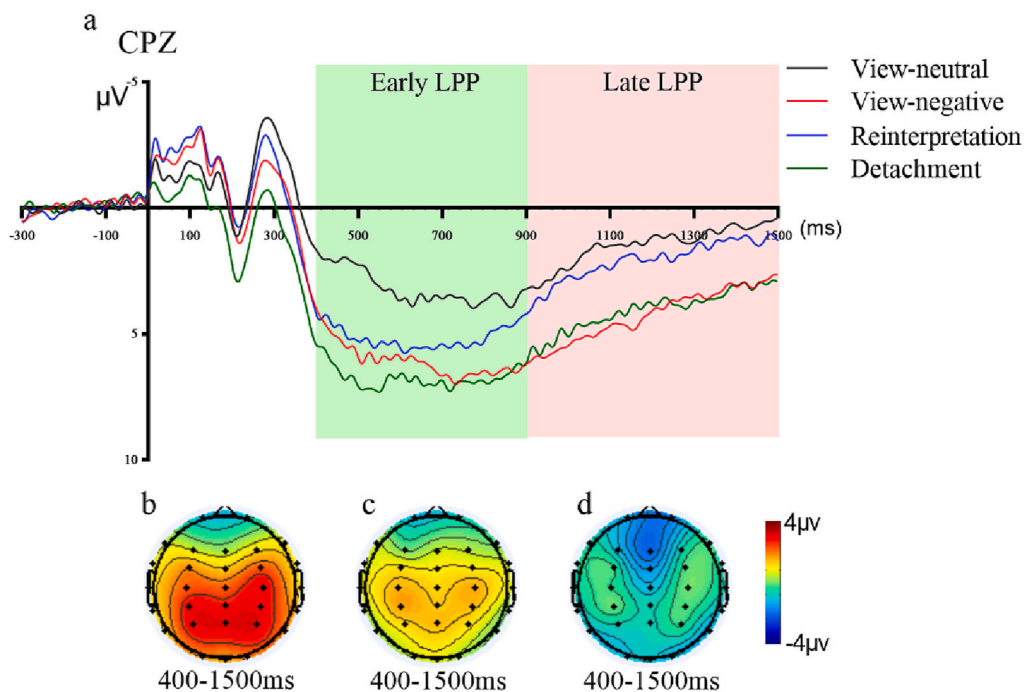 a
CPZ
-5
μV
Early LPP
Late LPP
View-neutral
View-negative
Reinterpretation
Detachment
-300
-100
100
300
500
700
900
1100
1300
1500
(ms)
5
10
b
c
d
4μv
-4μv
400-1500ms
400-1500ms
400-1500ms